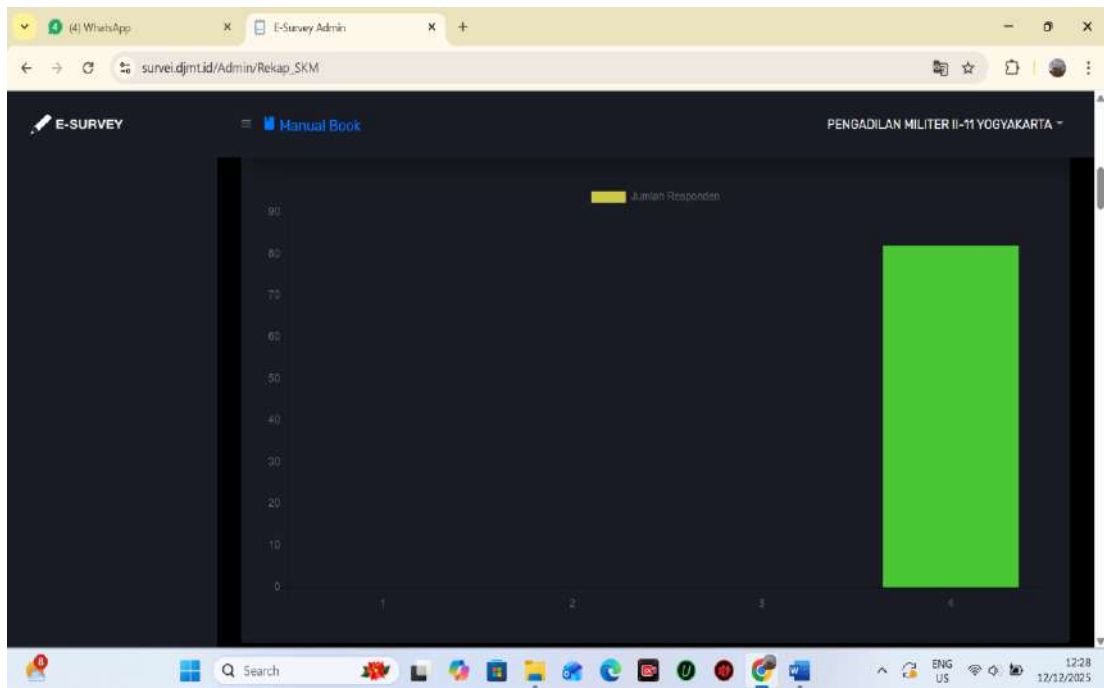 (4) WhatsApp
E-Survey Admin
survei.djmt.id/Admin/Rekap_SKM
E-SURVEY
Manual Book
PENGADILAN MILITER II-11 YOGYAKARTA
Jumlah Responden
90
80
70
60
50
40
30
20
10
0
1 2 3 4
8
Search
ENG
US
12:28
12/12/2025